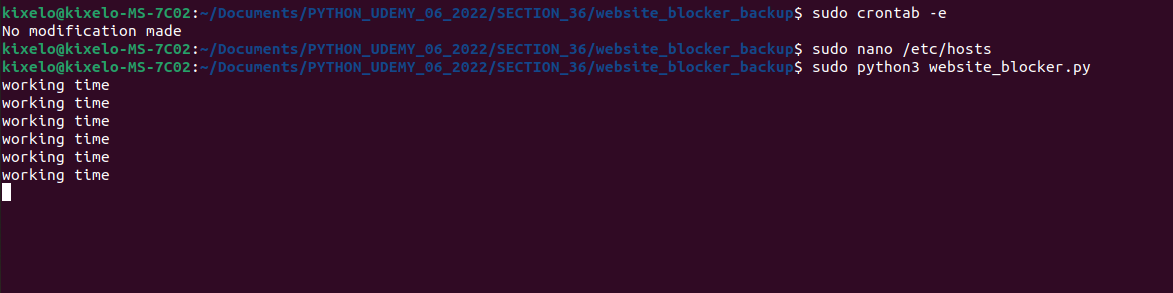 kixelo@kixelo-MS-7C02:~/Documents/PYTHON_UDEMY_06_2022/SECTION_36/website_blocker_backup$ sudo crontab -e
No modification made
kixelo@kixelo-MS-7C02:~/Documents/PYTHON_UDEMY_06_2022/SECTION_36/website_blocker_backup$ sudo nano /etc/hosts
kixelo@kixelo-MS-7C02:~/Documents/PYTHON_UDEMY_06_2022/SECTION_36/website_blocker_backup$ sudo python3 website_blocker.py
working time
working time
working time
working time
working time
working time